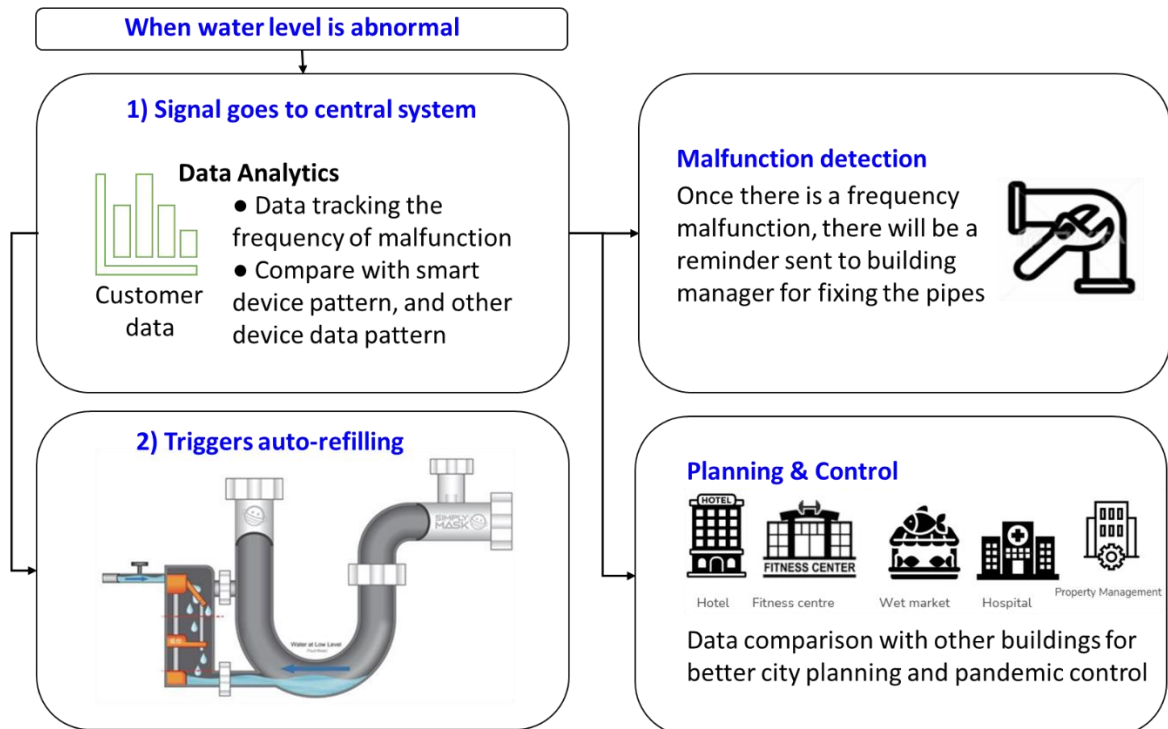 When water level is abnormal
1) Signal goes to central system
Data Analytics
● Data tracking the
frequency of malfunction
● Compare with smart
device pattern, and other
device data pattern
Customer
data
Malfunction detection
Once there is a frequency
malfunction, there will be a
reminder sent to building
manager for fixing the pipes
2) Triggers auto-refilling
SIMPLY
MASK
Water at Low Level
Planning & Control
HOTEL
FITNESS CENTER
Hotel
Fitness centre
Wet market
Hospital
Property Management
Data comparison with other buildings for
better city planning and pandemic control